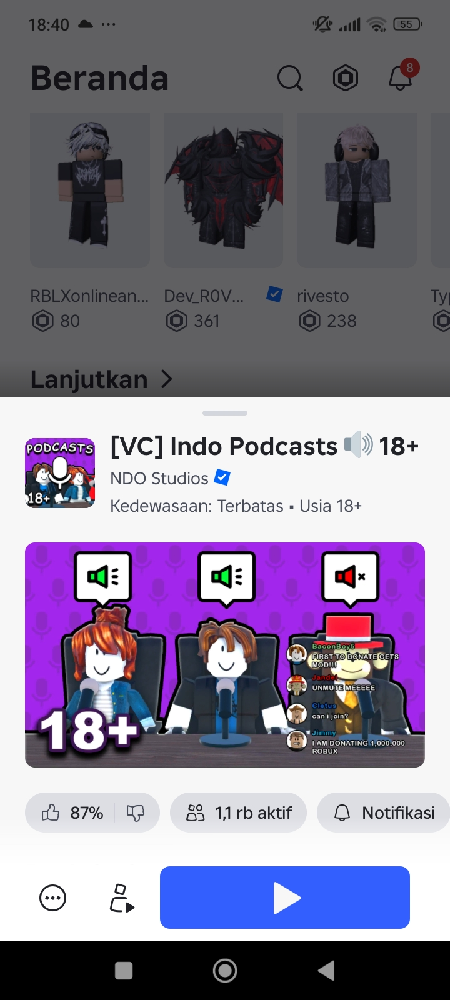 18:40
55
Beranda
8
RBLXonlinean...
Dev_R0V...
rivesto
Ty
80
361
238
Lanjutkan
PODCASTS
18+
[VC] Indo Podcasts 🔊 18+
NDO Studios
Kedewasaan: Terbatas ▪ Usia 18+
BaconBoy5
FIRST TO DONATE GETS
MOD!!!
Jandel
UNMUTE MEEEEE
Cletus
can i join?
Jimmy
I AM DONATING 1,000,000
ROBUX
18+
87%
1,1 rb aktif
Notifikasi